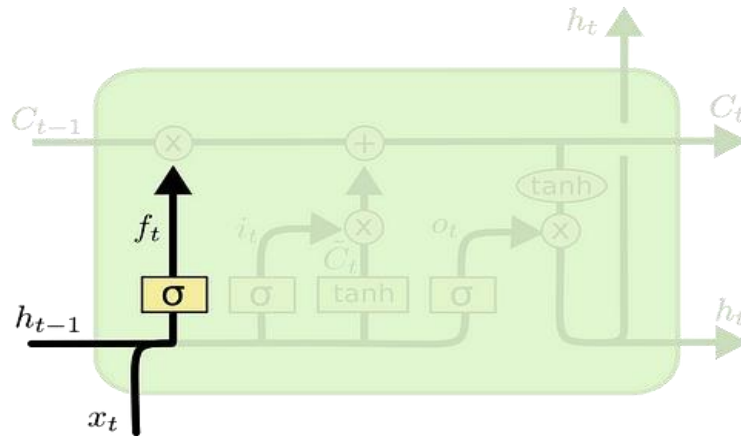 h_t
C_{t-1}
C_t
×
+
tanh
f_t
i_t
×
o_t
×
C̃_t
σ
σ
tanh
σ
h_{t-1}
h_t
x_t